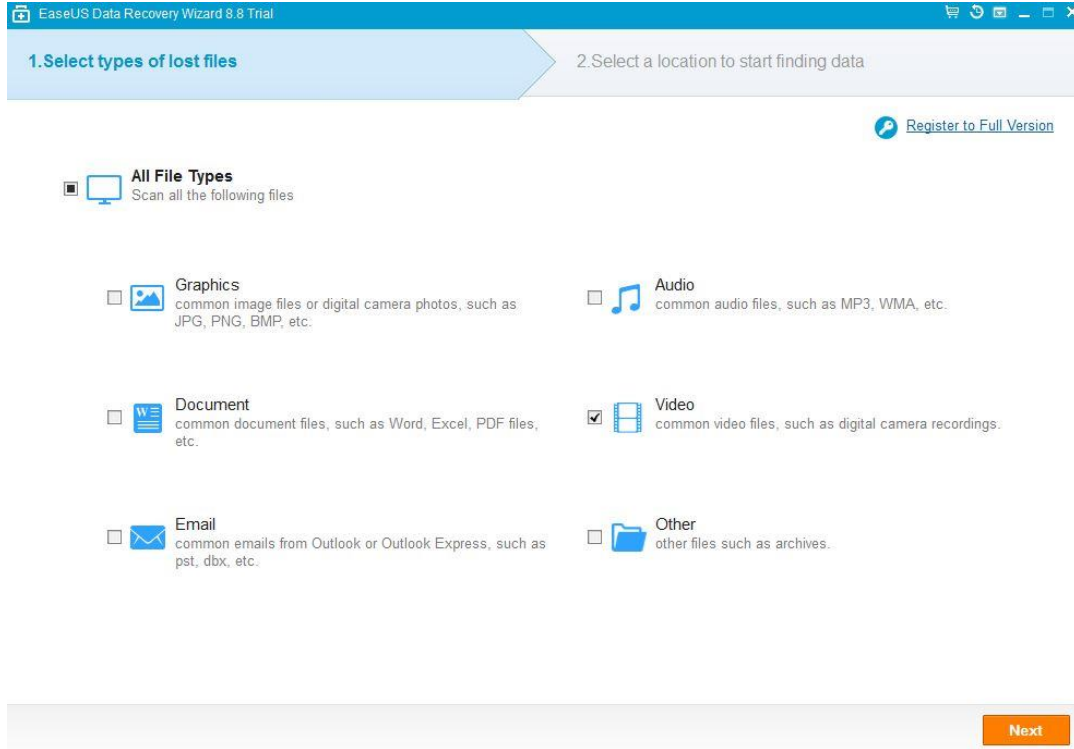 EaseUS Data Recovery Wizard 8.8 Trial
1.Select types of lost files
2.Select a location to start finding data
Register to Full Version
All File Types
Scan all the following files
Graphics
common image files or digital camera photos, such as
JPG, PNG, BMP, etc.
Audio
common audio files, such as MP3, WMA, etc.
Document
common document files, such as Word, Excel, PDF files,
etc.
Video
common video files, such as digital camera recordings.
Email
common emails from Outlook or Outlook Express, such as
pst, dbx, etc.
Other
other files such as archives.
Next